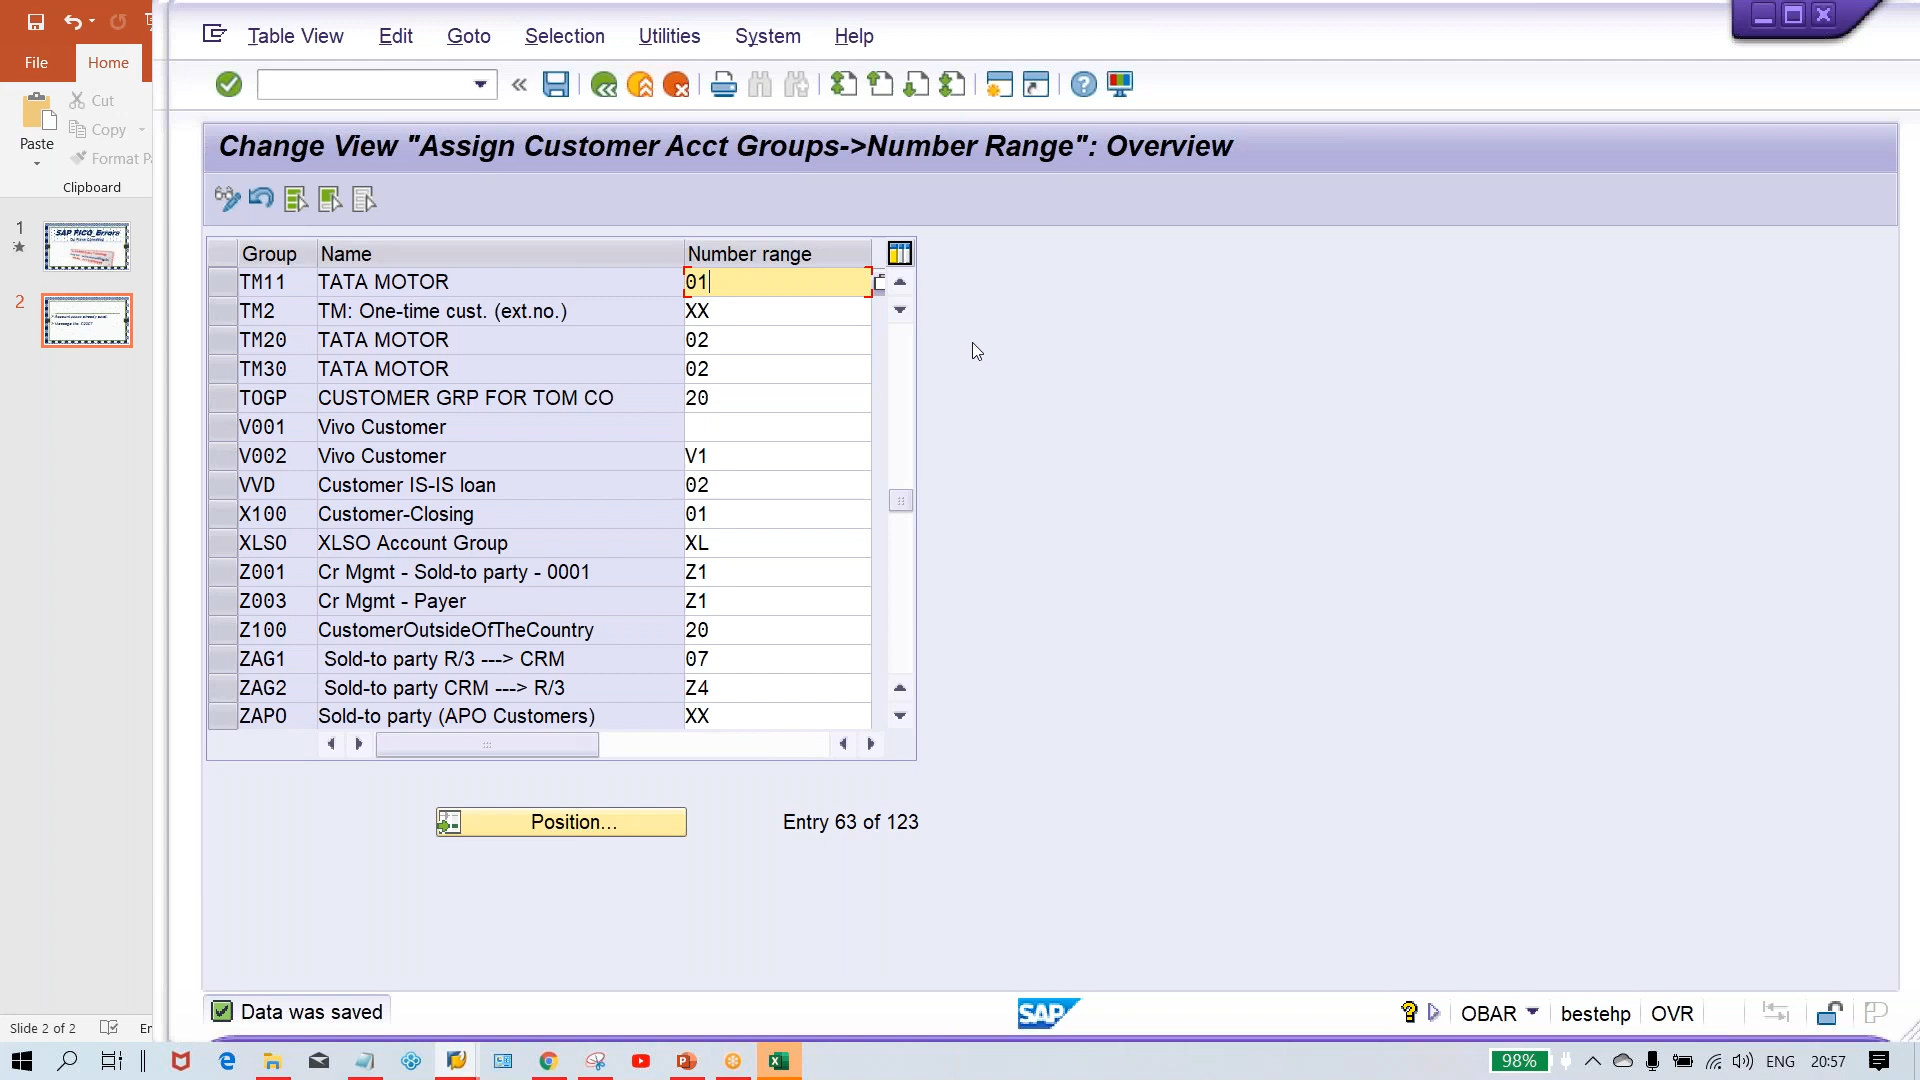 File
Home
Cut
Copy
Format P
Paste
Clipboard
1
SAP FICO_Errors
2
Slide 2 of 2
Table View Edit Goto Selection Utilities System Help
Change View "Assign Customer Acct Groups->Number Range": Overview
Group Name Number range
TM11 TATA MOTOR 01
TM2 TM: One-time cust. (ext.no.) XX
TM20 TATA MOTOR 02
TM30 TATA MOTOR 02
TOGP CUSTOMER GRP FOR TOM CO 20
V001 Vivo Customer
V002 Vivo Customer V1
VVD Customer IS-IS loan 02
X100 Customer-Closing 01
XLSO XLSO Account Group XL
Z001 Cr Mgmt - Sold-to party - 0001 Z1
Z003 Cr Mgmt - Payer Z1
Z100 CustomerOutsideOfTheCountry 20
ZAG1 Sold-to party R/3 ---> CRM 07
ZAG2 Sold-to party CRM ---> R/3 Z4
ZAPO Sold-to party (APO Customers) XX
Position... Entry 63 of 123
Data was saved
SAP
OBAR bestehp OVR
98% ENG 20:57